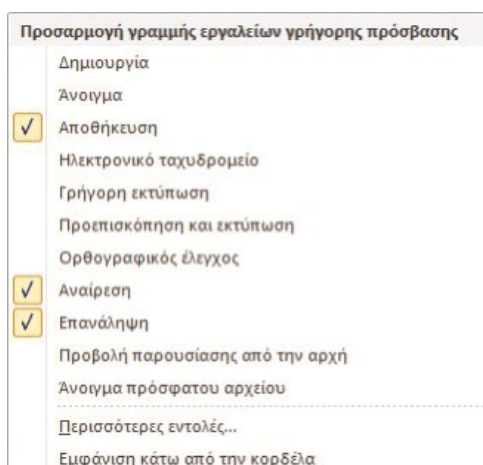 Προσαρμογή γραμμής εργαλείων γρήγορης πρόσβασης
Δημιουργία
Άνοιγμα
Αποθήκευση
Ηλεκτρονικό ταχυδρομείο
Γρήγορη εκτύπωση
Προεπισκόπηση και εκτύπωση
Ορθογραφικός έλεγχος
Αναίρεση
Επανάληψη
Προβολή παρουσίασης από την αρχή
Άνοιγμα πρόσφατου αρχείου
Περισσότερες εντολές...
Εμφάνιση κάτω από την κορδέλα